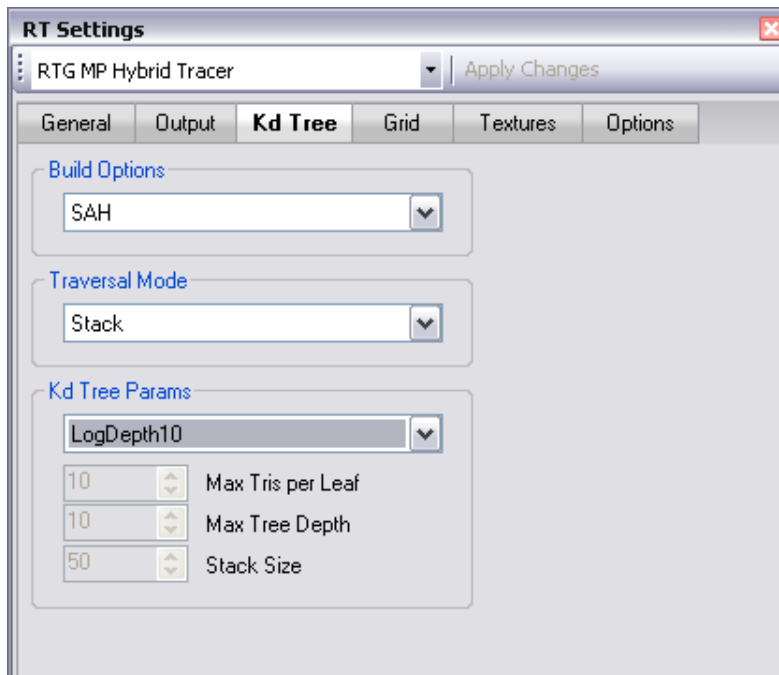 RT Settings
RTG MP Hybrid Tracer Apply Changes
General Output Kd Tree Grid Textures Options
Build Options
SAH
Traversal Mode
Stack
Kd Tree Params
LogDepth10
10 Max Tris per Leaf
10 Max Tree Depth
50 Stack Size